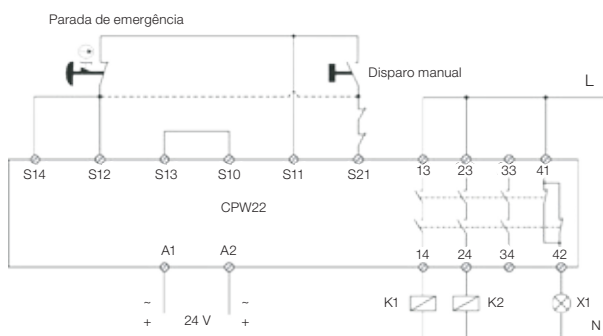 Parada de emergência
Disparo manual
L
S14 S12 S13 S10 S11 S21 13 23 33 41
CPW22
A1 A2 14 24 34 42
K1 K2 X1
~ ~
+ 24 V +
N